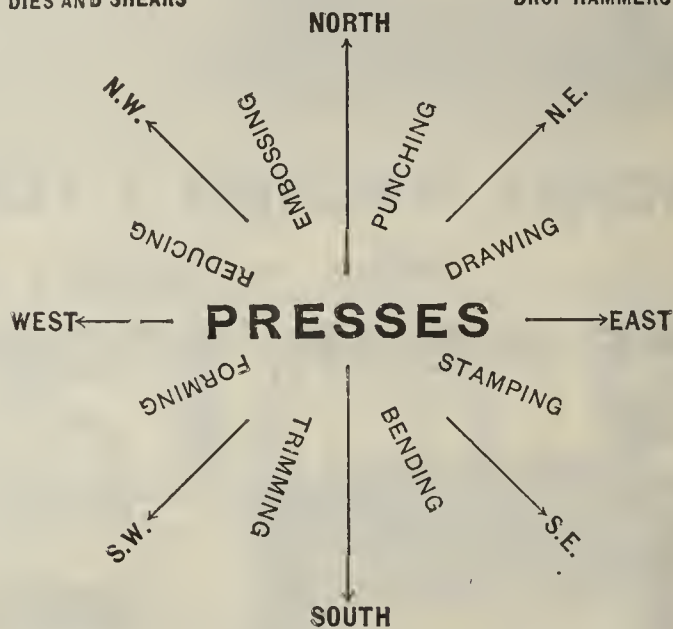 DIES AND SHEARS
DROP HAMMERS
NORTH
N.W.
EMBOSSING
PUNCHING
N.E.
REDUCING
DRAWING
WEST
PRESSES
EAST
FORMING
STAMPING
TRIMMING
BENDING
S.W.
S.E.
SOUTH